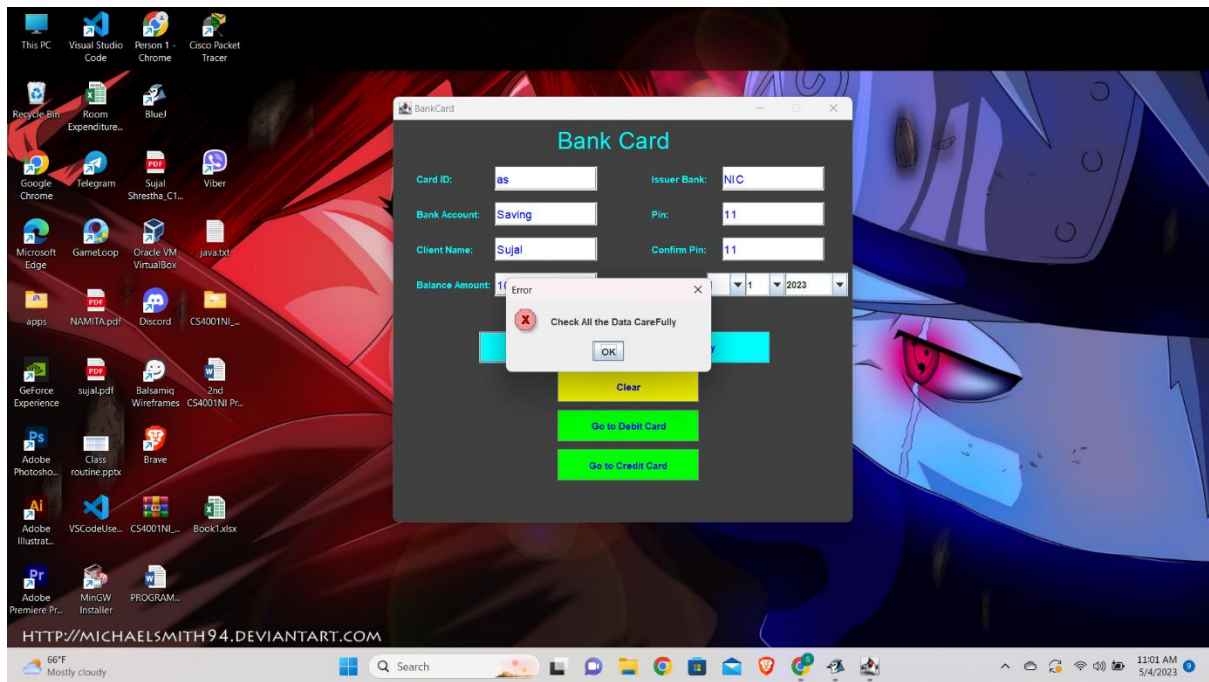 This PC
Visual Studio
Code
Person 1 -
Chrome
Cisco Packet
Tracer
Recycle Bin
Room
Expenditure...
BlueJ
Google
Chrome
Telegram
Sujal
Shrestha_C1...
Viber
Microsoft
Edge
GameLoop
Oracle VM
VirtualBox
java.txt
apps
NAMITA.pdf
Discord
CS4001NI_...
GeForce
Experience
sujal.pdf
Balsamiq
Wireframes
2nd
CS4001NI Pr...
Adobe
Photosho...
Class
routine.pptx
Brave
Adobe
Illustrat...
VSCodeUse...
CS4001NI_...
Book1.xlsx
Adobe
Premiere Pr...
MinGW
Installer
PROGRAM...
HTTP://MICHAELSMITH94.DEVIANTART.COM
BankCard
Bank Card
Card ID: as Issuer Bank: NIC
Bank Account: Saving Pin: 11
Client Name: Sujal Confirm Pin: 11
Balance Amount: 1 2023
Error
Check All the Data CareFully
OK
Clear
Go to Debit Card
Go to Credit Card
66°F
Mostly cloudy
Search
11:01 AM
5/4/2023
9